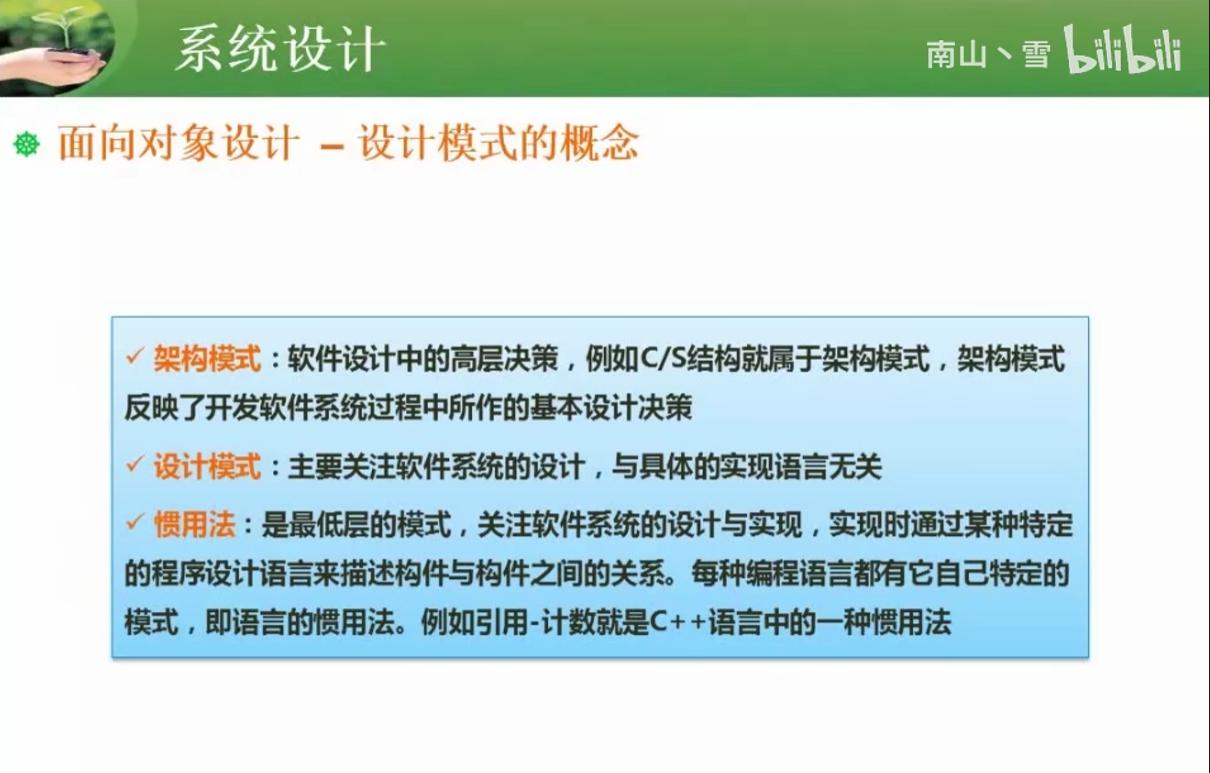 系统设计
南山丶雪 bilibili
面向对象设计 – 设计模式的概念
✓ 架构模式：软件设计中的高层决策，例如C/S结构就属于架构模式，架构模式
反映了开发软件系统过程中所作的基本设计决策
✓ 设计模式：主要关注软件系统的设计，与具体的实现语言无关
✓ 惯用法：是最低层的模式，关注软件系统的设计与实现，实现时通过某种特定
的程序设计语言来描述构件与构件之间的关系。每种编程语言都有它自己特定的
模式，即语言的惯用法。例如引用-计数就是C++语言中的一种惯用法